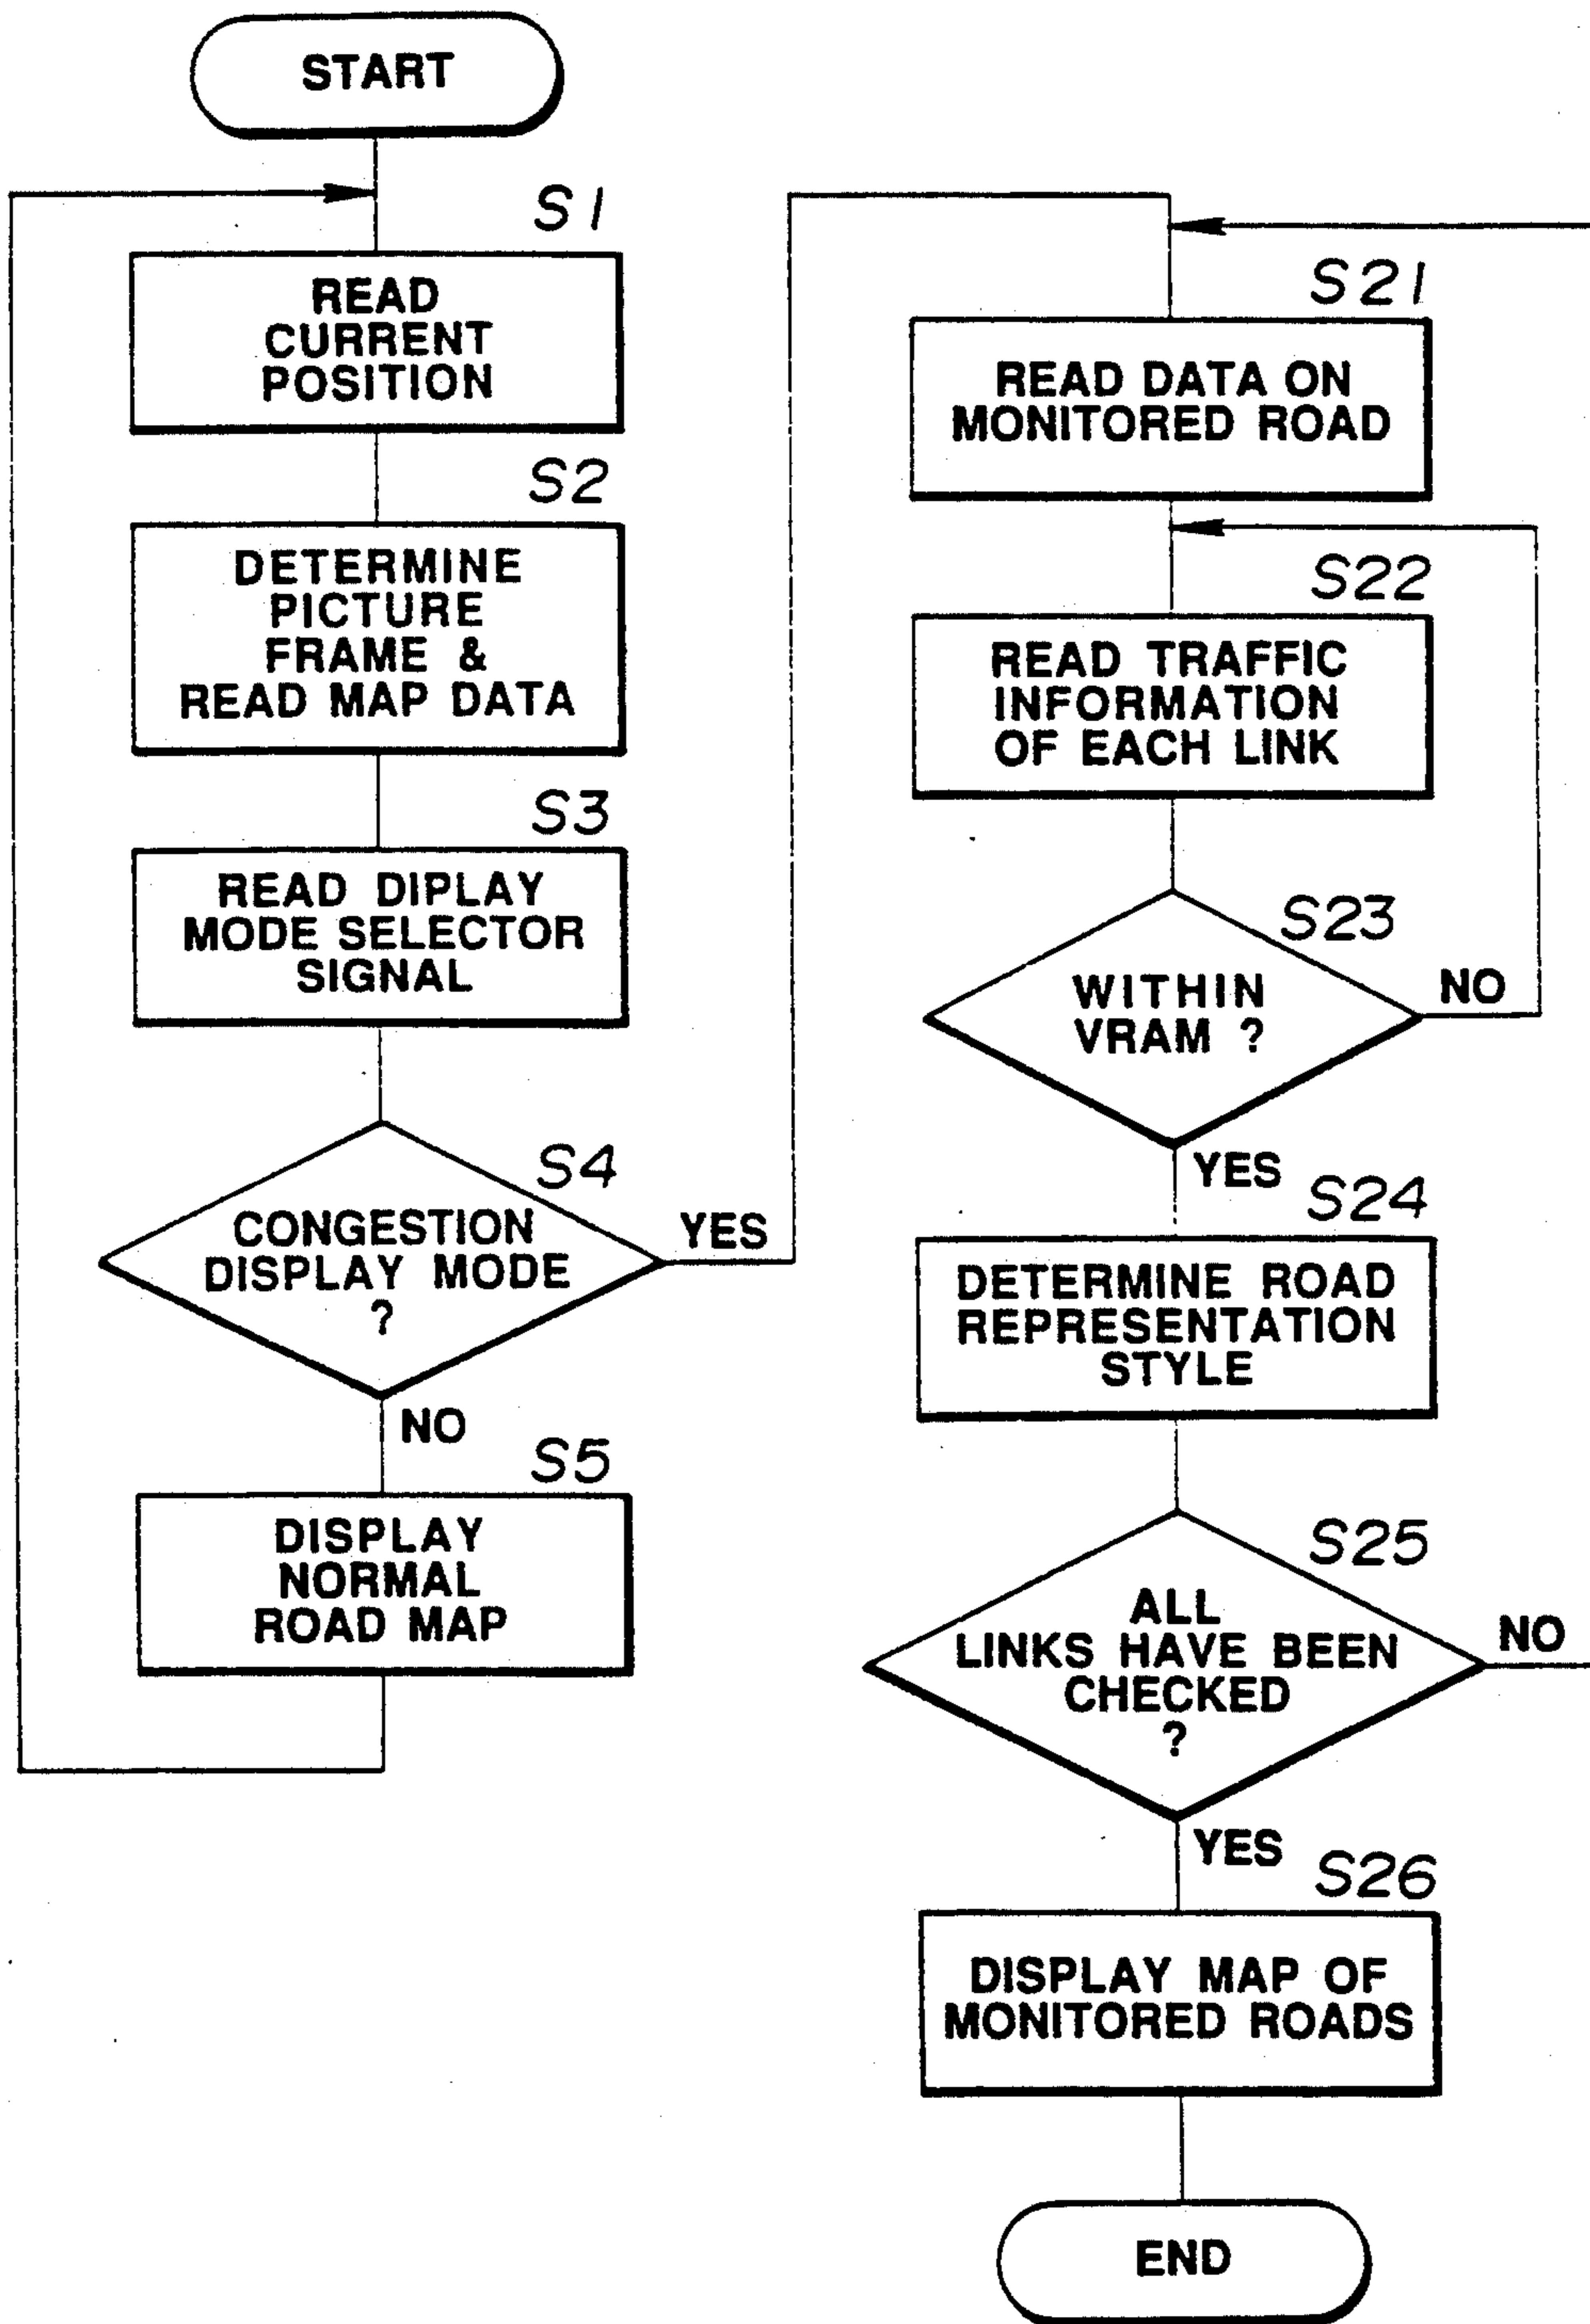 START
S1
READ
CURRENT
POSITION
S2
DETERMINE
PICTURE
FRAME &
READ MAP DATA
S3
READ DIPLAY
MODE SELECTOR
SIGNAL
S4
CONGESTION
DISPLAY MODE
?
YES
NO
S5
DISPLAY
NORMAL
ROAD MAP
S21
READ DATA ON
MONITORED ROAD
S22
READ TRAFFIC
INFORMATION
OF EACH LINK
S23
WITHIN
VRAM ?
NO
YES
S24
DETERMINE ROAD
REPRESENTATION
STYLE
S25
ALL
LINKS HAVE BEEN
CHECKED
?
NO
YES
S26
DISPLAY MAP OF
MONITORED ROADS
END